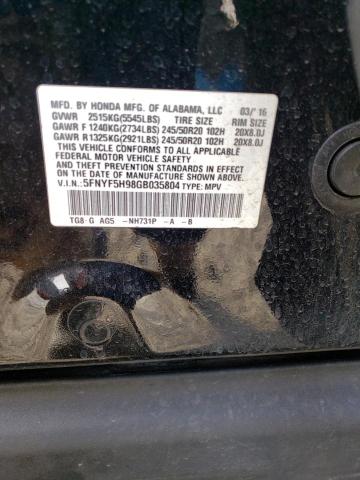 MFD. BY HONDA MFG. OF ALABAMA, LLC 03/'16
GVWR 2515KG(5545LBS) TIRE SIZE RIM SIZE
GAWR F 1240KG(2734LBS) 245/50R20 102H 20X8.0J
GAWR R 1325KG(2921LBS) 245/50R20 102H 20X8.0J
THIS VEHICLE CONFORMS TO ALL APPLICABLE
FEDERAL MOTOR VEHICLE SAFETY AND
THEFT PREVENTION STANDARDS IN EFFECT ON THE DATE
OF MANUFACTURE SHOWN ABOVE.
V.I.N.: 5FNYF5H98GB035804 TYPE: MPV
TG8-G AG5 -NH731P -A -B